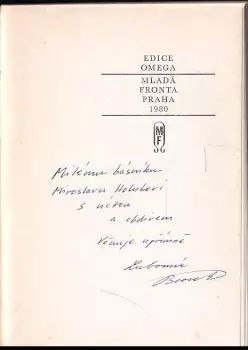 EDICE
OMEGA
MLADÁ
FRONTA
PRAHA
1980
MF
Milému básníku
Miroslavu Holubovi
s úctou
a obdivem
Věnuje upřímně
Lubomír